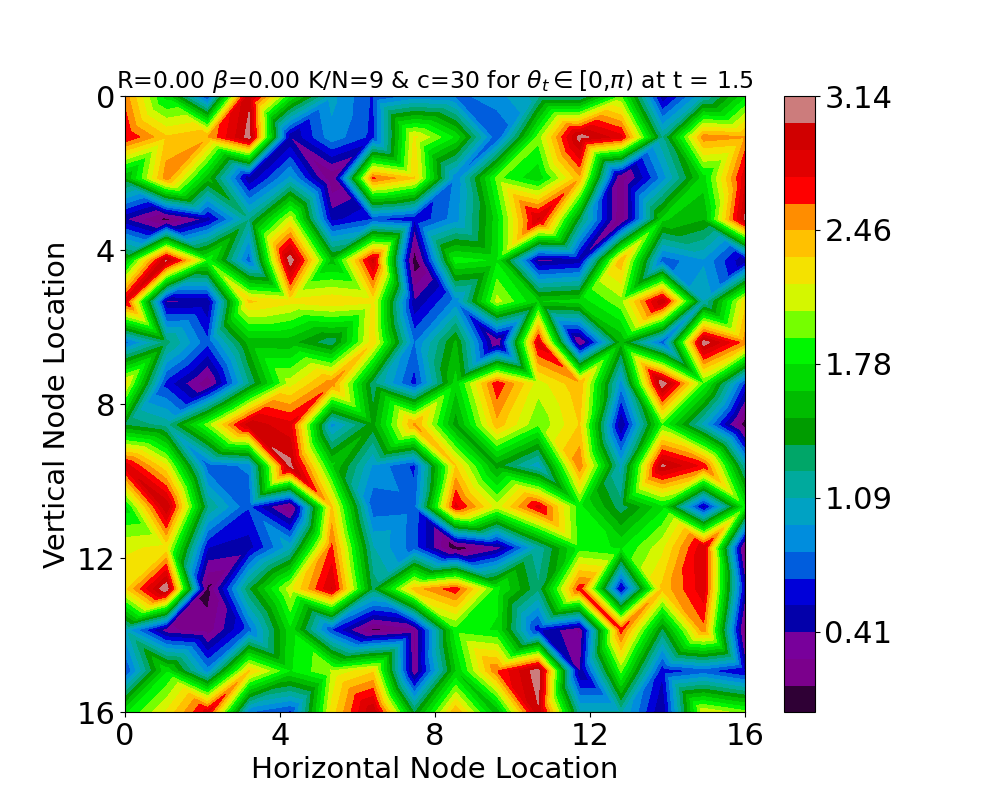 R=0.00 β=0.00 K/N=9 & c=30 for θₜ∈[0,π) at t = 1.5
0
4
8
12
16
0 4 8 12 16
Vertical Node Location
Horizontal Node Location
3.14
2.46
1.78
1.09
0.41